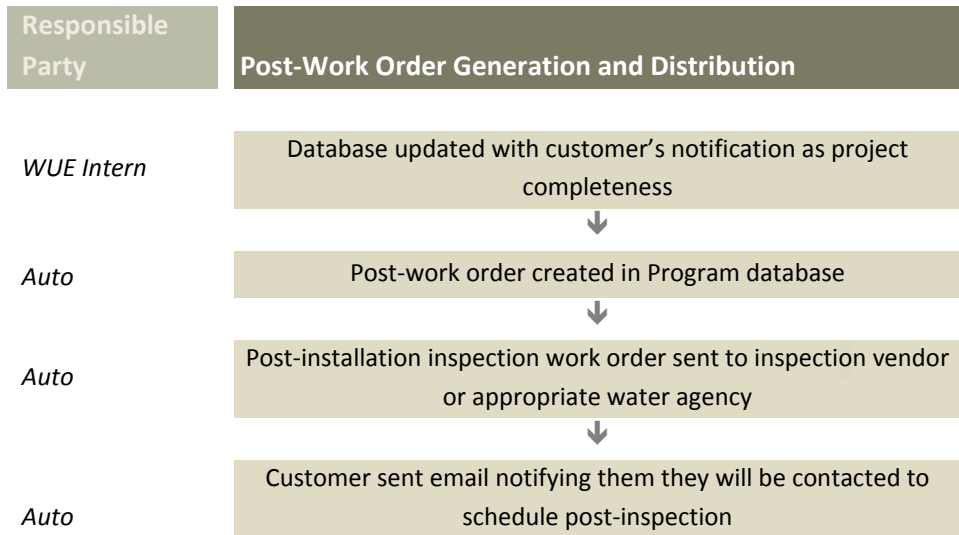 Responsible
Party
Post-Work Order Generation and Distribution
WUE Intern
Database updated with customer’s notification as project
completeness
Auto
Post-work order created in Program database
Auto
Post-installation inspection work order sent to inspection vendor
or appropriate water agency
Auto
Customer sent email notifying them they will be contacted to
schedule post-inspection